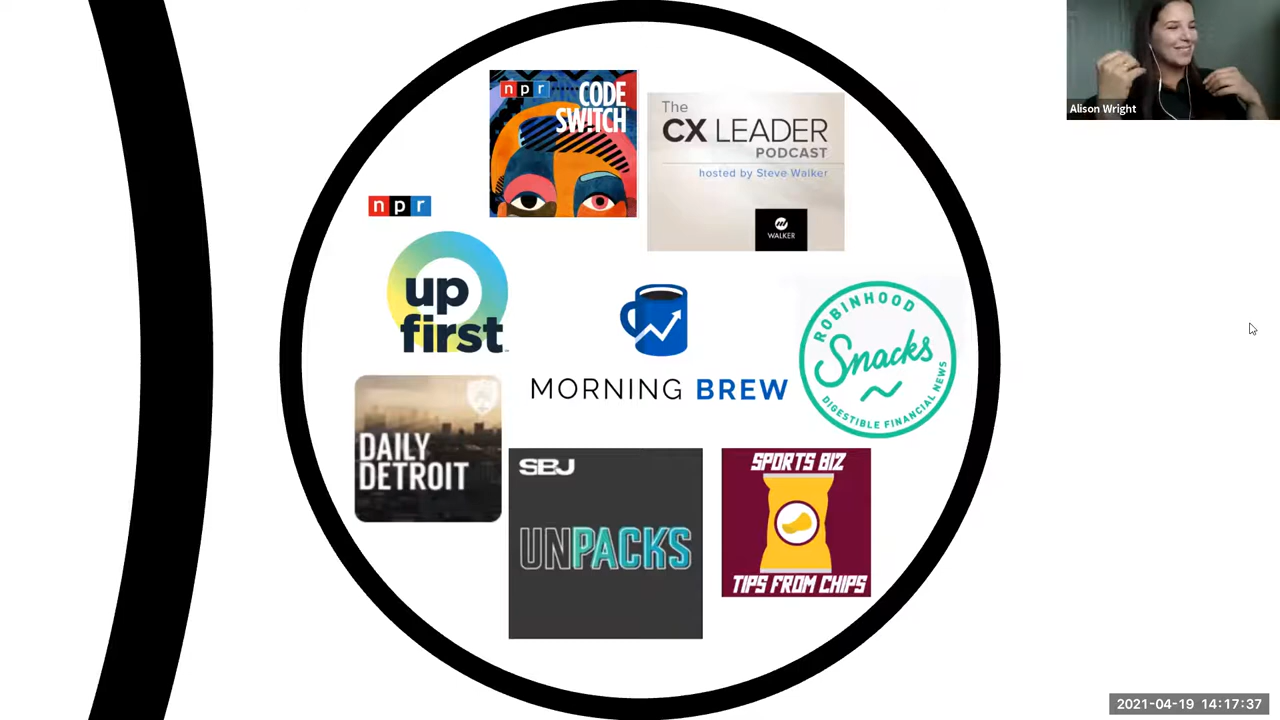 npr
CODE
SWITCH
The
CX LEADER
PODCAST
hosted by Steve Walker
WALKER
Alison Wright
npr
up
first
MORNING BREW
ROBINHOOD
Snacks
DIGESTIBLE FINANCIAL NEWS
DAILY
DETROIT
SBJ
UNPACKS
SPORTS BIZ
TIPS FROM CHIPS
2021-04-19 14:17:37